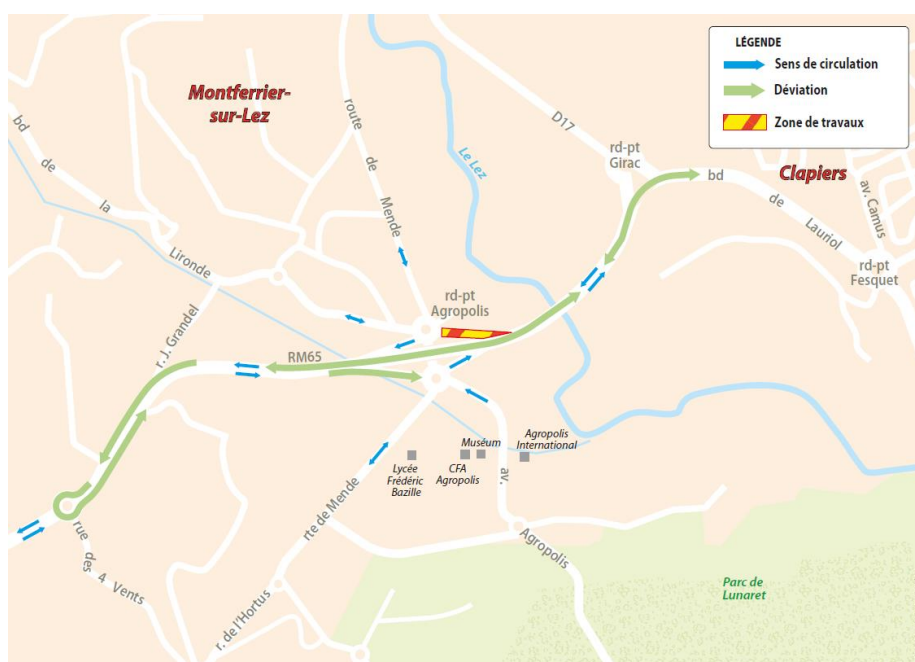 LÉGENDE
Sens de circulation
Déviation
Zone de travaux
Montferrier-
sur-Lez
route
de
Mende
Le Lez
D17
rd-pt
Girac
bd
de
Lauriol
Clapiers
av. Camus
rd-pt
Fesquet
bd
de
la
Lironde
r. J. Grandel
rd-pt
Agropolis
RM65
Lycée
Frédéric
Bazille
CFA
Agropolis
Muséum
Agropolis
International
av.
Agropolis
rte de Mende
r. de l'Hortus
rue
des
4 Vents
Parc de
Lunaret